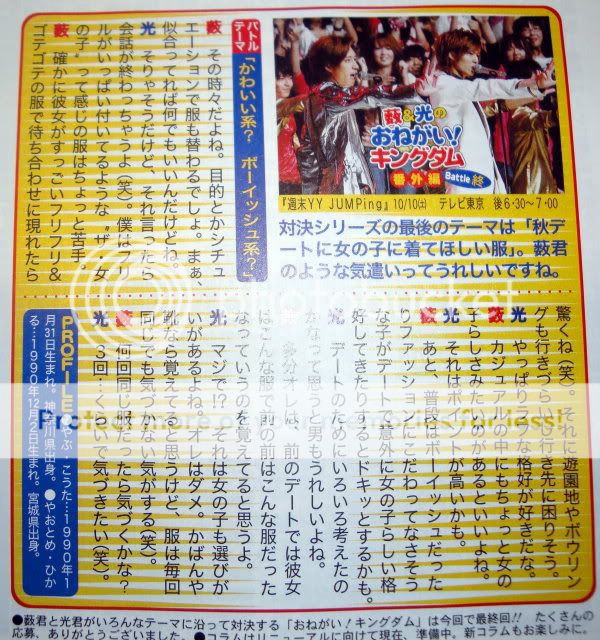 薮&光の
おねがい!
キングダム
番外編 Battle 終
『週末YY JUMPing』10/10㈯ テレビ東京 後6・30〜7・00
対決シリーズの最後のテーマは「秋デ
ートに女の子に着てほしい服」。薮君
のような気遣いってうれしいですね。
バトル
テーマ
「かわいい系? ボーイッシュ系?」
薮 その時々だよね。目的とかシチュ
エーションで服も替わるでしょ。まぁ、
似合ってれば何でもいいんだけどね。
光 そりゃそうだけど、それ言ったら
会話が終わっちゃうよ(笑)。僕はフリ
ルがいっぱい付いてるような〝ザ・女
の子〟って感じの服はちょっと苦手。
薮 確かに彼女がすっごいフリフリ&
ゴテゴテの服で待ち合わせに現れたら
驚くね(笑)。それに遊園地やボウリン
グも行きづらいし行き先に困りそう。
光 やっぱりラフな格好が好きだな。
薮 カジュアルの中にもちょっと女の
子らしさみたいのがあるといいよね。
光 それはポイントが高いかも。
薮 あと、普段はボーイッシュだった
りファッションにこだわってなさそう
な子がデートで意外に女の子らしい格
好してきたりするとドキッとするかも。
光 デートのためにいろいろ考えたの
かなって思うと男もうれしいよね。
薮 多分オレは、前のデートでは彼女
はこんな服で前の前はこんな服だった
なっていうのを覚えてると思うよ。
光 マジで!? それは女の子も選びが
いがあるよね。オレはダメ。かばんや
靴なら覚えてると思うけど、服は毎回
同じでも気づかない気がする(笑)。
薮 何回同じ服だったら気づくかな?
光 3回…くらいで気づきたい(笑)。
PROFILE ●やぶ・こうた…1990年1
月31日生まれ。神奈川県出身。●やおとめ・ひか
る…1990年12月2日生まれ。宮城県出身。
●薮君と光君がいろんなテーマに沿って対決する「おねがい!キングダム」は今回で最終回!! たくさんの
応募、ありがとうございました。●コラムはリニューアルに向けて現在、準備中。新コラムもお楽しみに。